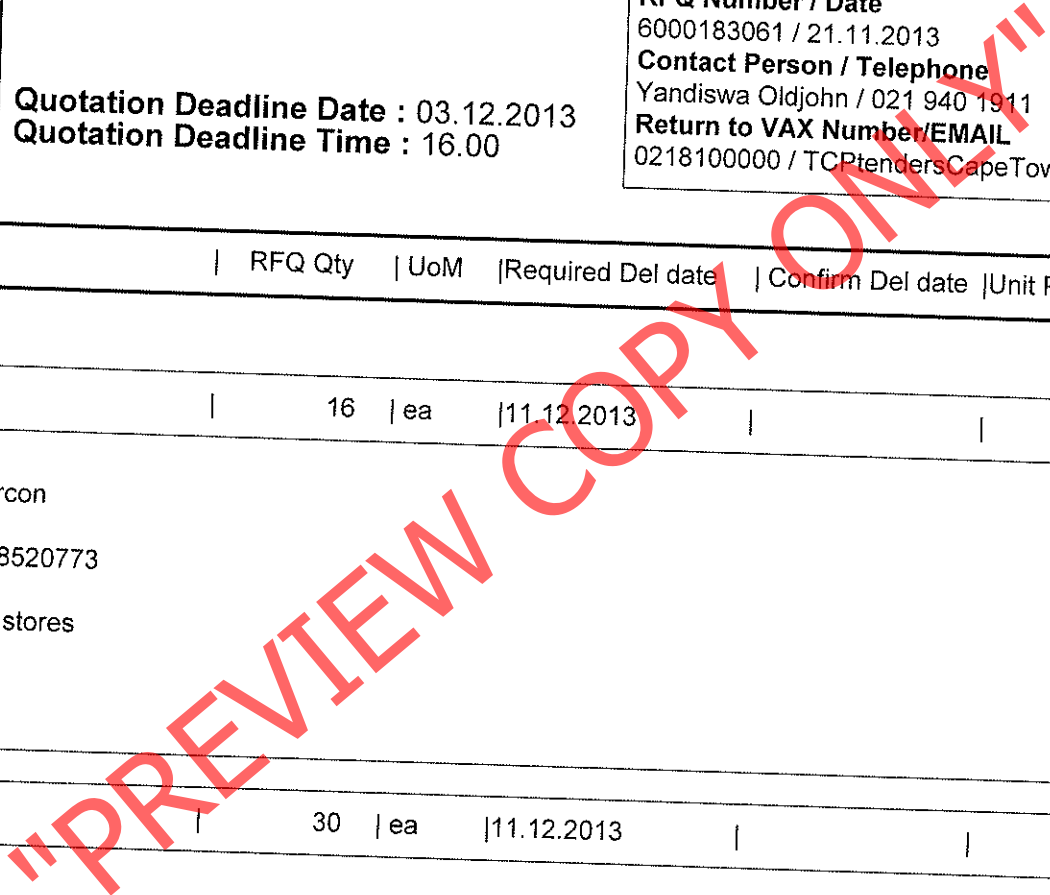 RFQ Number / Date
6000183061 / 21.11.2013
Contact Person / Telephone
Yandiswa Oldjohn / 021 940 1911
Return to VAX Number/EMAIL
0218100000 / TCPtendersCapeTow
Quotation Deadline Date : 03.12.2013
Quotation Deadline Time : 16.00
| RFQ Qty | UoM |Required Del date | Confirm Del date |Unit P
| 16 | ea |11.12.2013 | |
rcon
8520773
stores
| 30 | ea |11.12.2013 | |
"PREVIEW COPY ONLY"